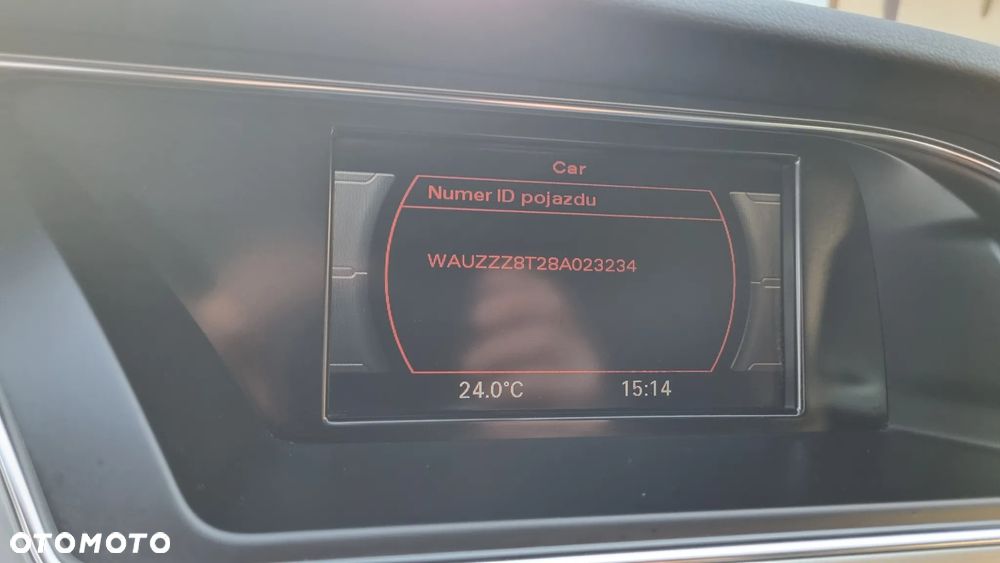 Car
Numer ID pojazdu
WAUZZZ8T28A023234
24.0°C 15:14
OTOMOTO